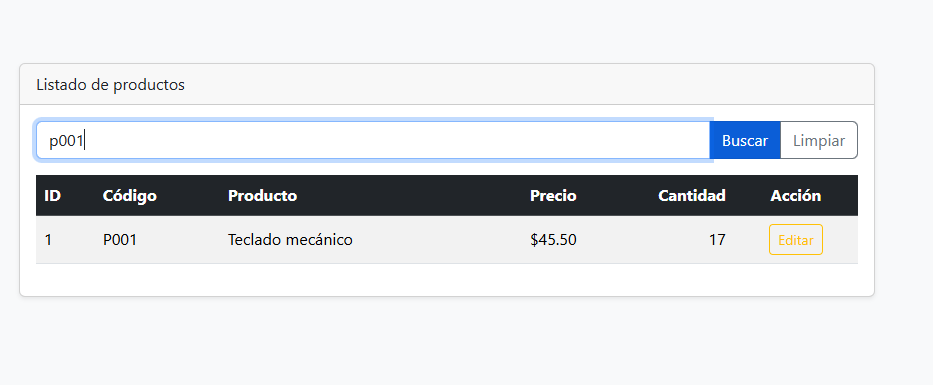 Listado de productos
p001 Buscar Limpiar
ID Código Producto Precio Cantidad Acción
1 P001 Teclado mecánico $45.50 17 Editar